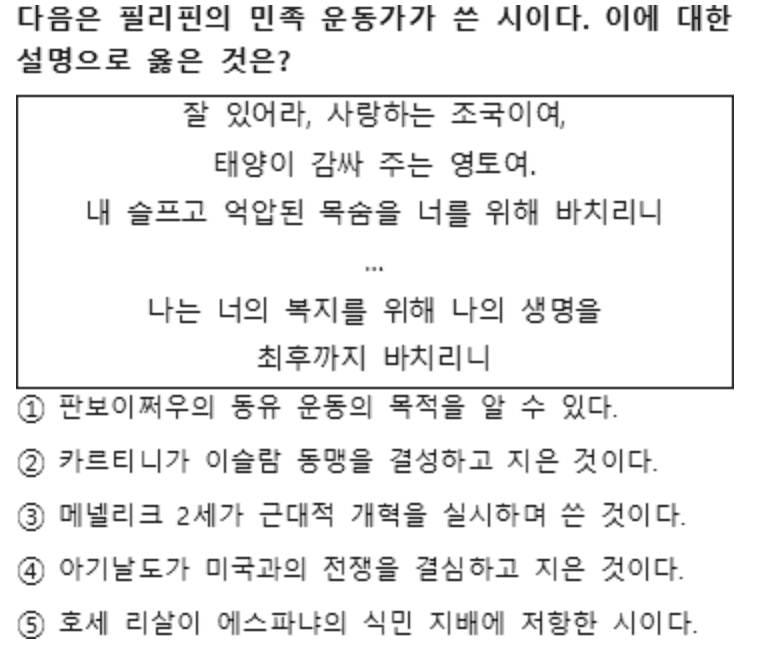 다음은 필리핀의 민족 운동가가 쓴 시이다. 이에 대한
설명으로 옳은 것은?
잘 있어라, 사랑하는 조국이여,
태양이 감싸 주는 영토여.
내 슬프고 억압된 목숨을 너를 위해 바치리니
...
나는 너의 복지를 위해 나의 생명을
최후까지 바치리니
① 판보이쩌우의 동유 운동의 목적을 알 수 있다.
② 카르티니가 이슬람 동맹을 결성하고 지은 것이다.
③ 메넬리크 2세가 근대적 개혁을 실시하며 쓴 것이다.
④ 아기날도가 미국과의 전쟁을 결심하고 지은 것이다.
⑤ 호세 리살이 에스파냐의 식민 지배에 저항한 시이다.